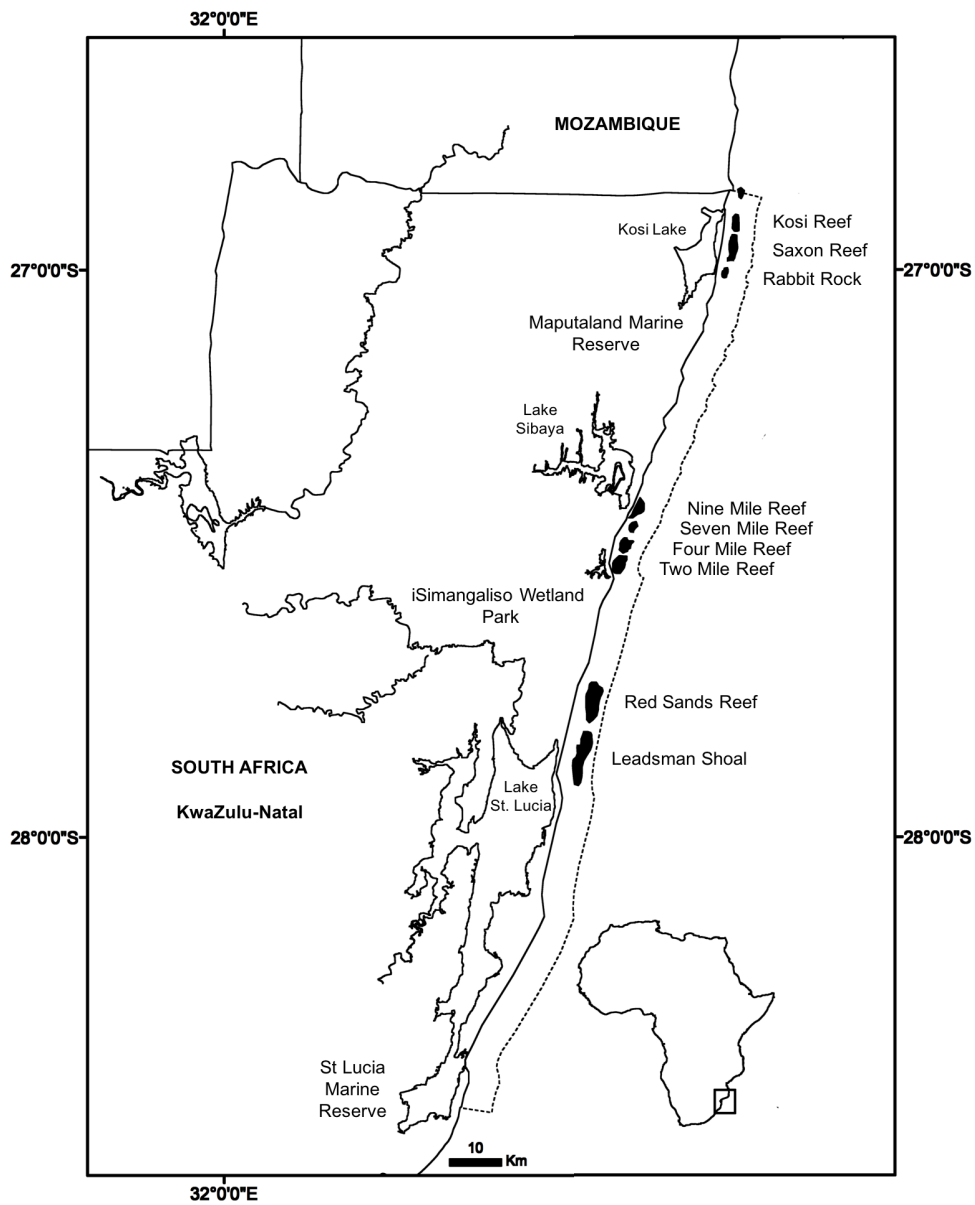 32°0'0"E
MOZAMBIQUE
Kosi Lake
Kosi Reef
Saxon Reef
27°0'0"S
Rabbit Rock
27°0'0"S
Maputaland Marine
Reserve
Lake
Sibaya
Nine Mile Reef
Seven Mile Reef
Four Mile Reef
Two Mile Reef
iSimangaliso Wetland
Park
Red Sands Reef
Leadsman Shoal
SOUTH AFRICA
KwaZulu-Natal
Lake
St. Lucia
28°0'0"S
28°0'0"S
St Lucia
Marine
Reserve
10
Km
32°0'0"E